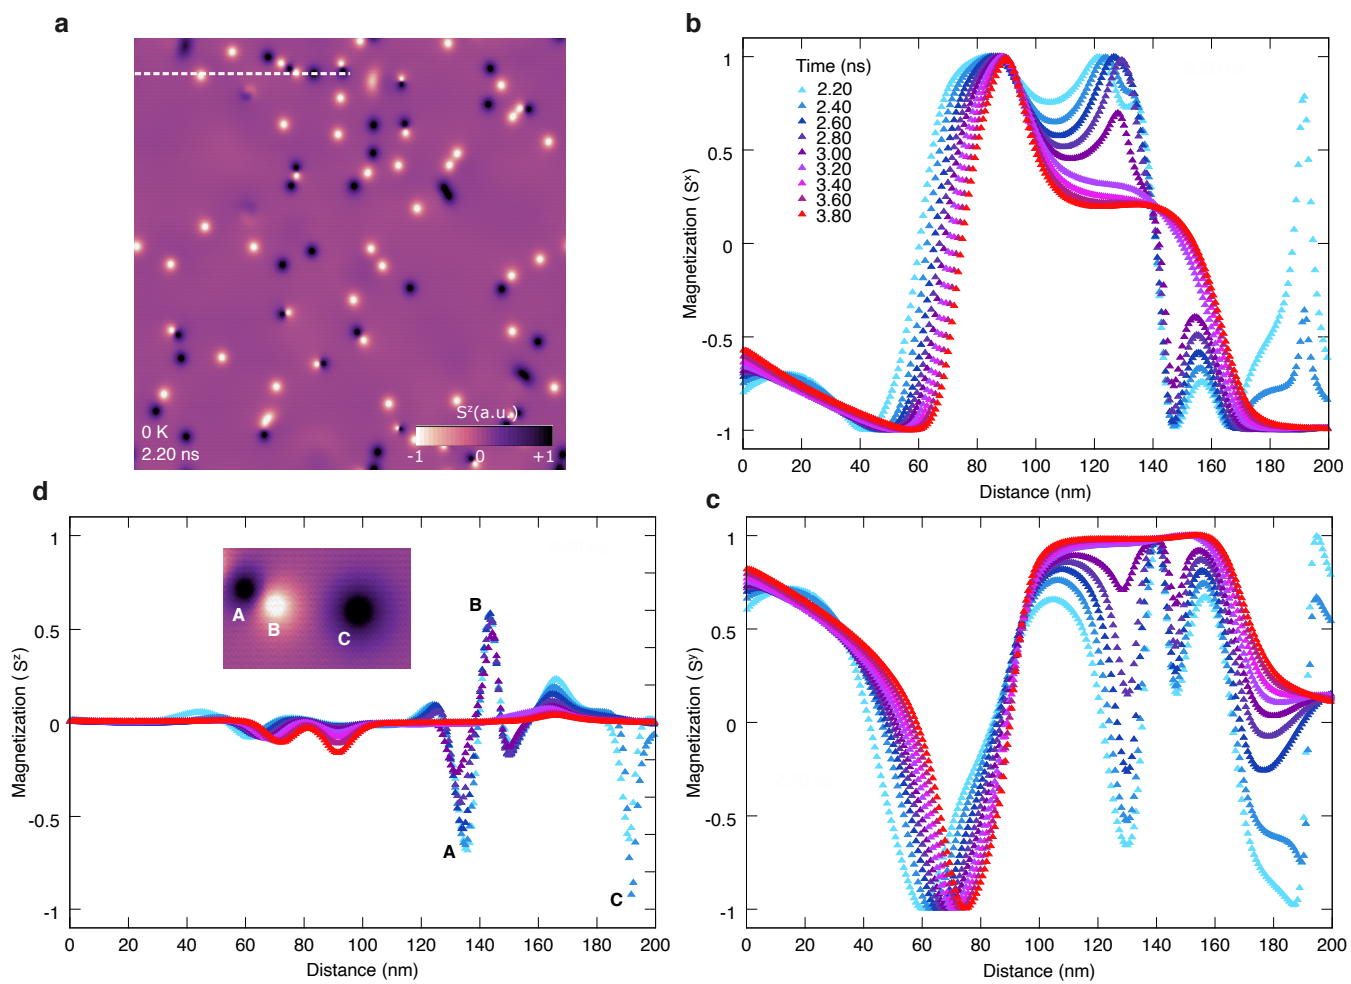 a
0 K
2.20 ns
Sᶻ(a.u.)
-1 0 +1
b
Magnetization ( Sˣ)
1
0.5
0
-0.5
-1
Time (ns)
2.20
2.40
2.60
2.80
3.00
3.20
3.40
3.60
3.80
0 20 40 60 80 100 120 140 160 180 200
Distance (nm)
d
Magnetization ( Sᶻ)
1
0.5
0
-0.5
-1
A
B
C
A
B
C
0 20 40 60 80 100 120 140 160 180 200
Distance (nm)
c
Magnetization ( Sʸ)
1
0.5
0
-0.5
-1
0 20 40 60 80 100 120 140 160 180 200
Distance (nm)